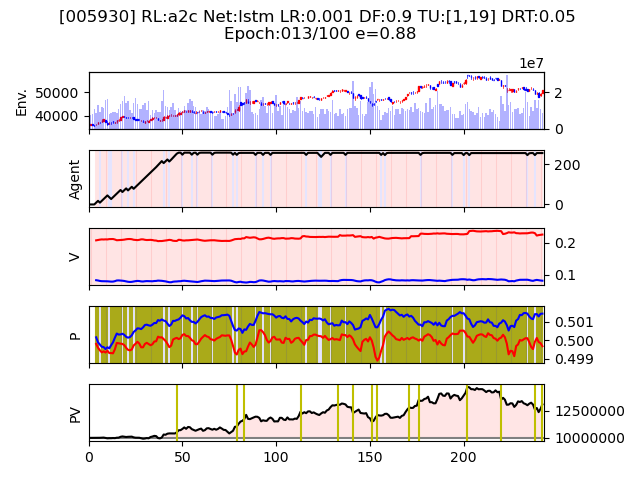 [005930] RL:a2c Net:lstm LR:0.001 DF:0.9 TU:[1,19] DRT:0.05
Epoch:013/100 e=0.88
1e7
Env.
50000
40000
2
0
Agent
200
0
V
0.2
0.1
P
0.501
0.500
0.499
PV
12500000
10000000
0 50 100 150 200